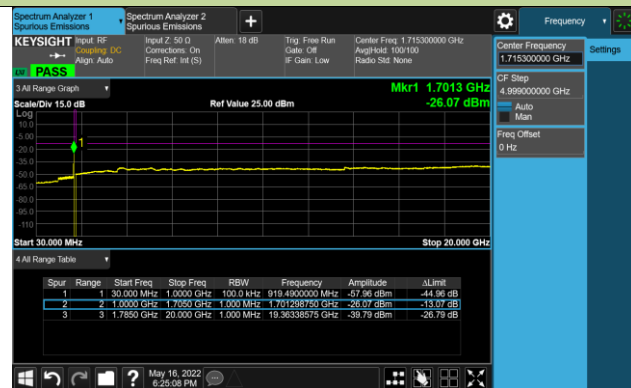 Spectrum Analyzer 1
Spurious Emissions
Spectrum Analyzer 2
Spurious Emissions
Frequency
KEYSIGHT
Input: RF
Coupling: DC
Align: Auto
Input Z: 50 Ω
Corrections: On
Freq Ref: Int (S)
Atten: 18 dB
Trig: Free Run
Gate: Off
IF Gain: Low
Center Freq: 1.715300000 GHz
Avg|Hold: 100/100
Radio Std: None
PASS
Center Frequency
1.715300000 GHz
Settings
CF Step
4.999000000 GHz
Auto
Man
Freq Offset
0 Hz
3 All Range Graph
Mkr1 1.7013 GHz
Scale/Div 15.0 dB
Ref Value 25.00 dBm
-26.07 dBm
Log
10.0
-5.00
-20.0
-35.0
-50.0
-65.0
-80.0
-95.0
-110
1
Start 30.000 MHz
Stop 20.000 GHz
4 All Range Table
Spur Range Start Freq Stop Freq RBW Frequency Amplitude ΔLimit
1 1 30.000 MHz 1.0000 GHz 100.0 kHz 919.4900000 MHz -57.96 dBm -44.96 dB
2 2 1.0000 GHz 1.7050 GHz 1.000 MHz 1.701298750 GHz -26.07 dBm -13.07 dB
3 3 1.7850 GHz 20.000 GHz 1.000 MHz 19.36338575 GHz -39.79 dBm -26.79 dB
May 16, 2022
6:25:08 PM